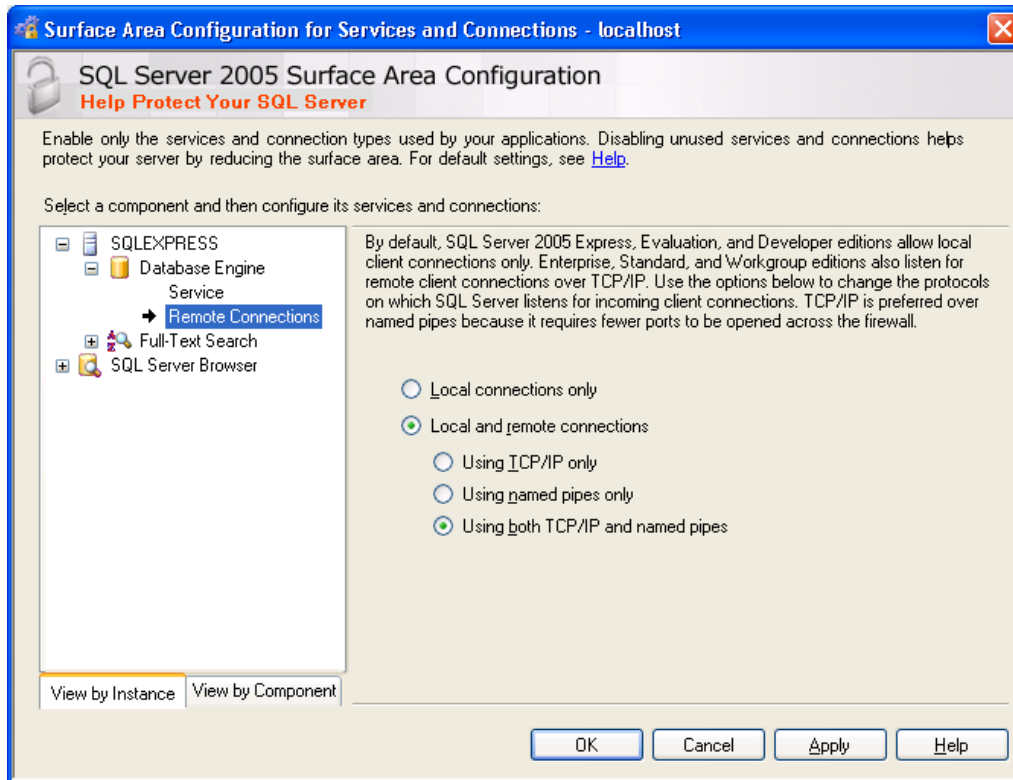 Surface Area Configuration for Services and Connections - localhost
SQL Server 2005 Surface Area Configuration
Help Protect Your SQL Server
Enable only the services and connection types used by your applications. Disabling unused services and connections helps
protect your server by reducing the surface area. For default settings, see Help.
Select a component and then configure its services and connections:
SQLEXPRESS
Database Engine
Service
Remote Connections
Full-Text Search
SQL Server Browser
By default, SQL Server 2005 Express, Evaluation, and Developer editions allow local
client connections only. Enterprise, Standard, and Workgroup editions also listen for
remote client connections over TCP/IP. Use the options below to change the protocols
on which SQL Server listens for incoming client connections. TCP/IP is preferred over
named pipes because it requires fewer ports to be opened across the firewall.
Local connections only
Local and remote connections
Using TCP/IP only
Using named pipes only
Using both TCP/IP and named pipes
View by Instance
View by Component
OK
Cancel
Apply
Help